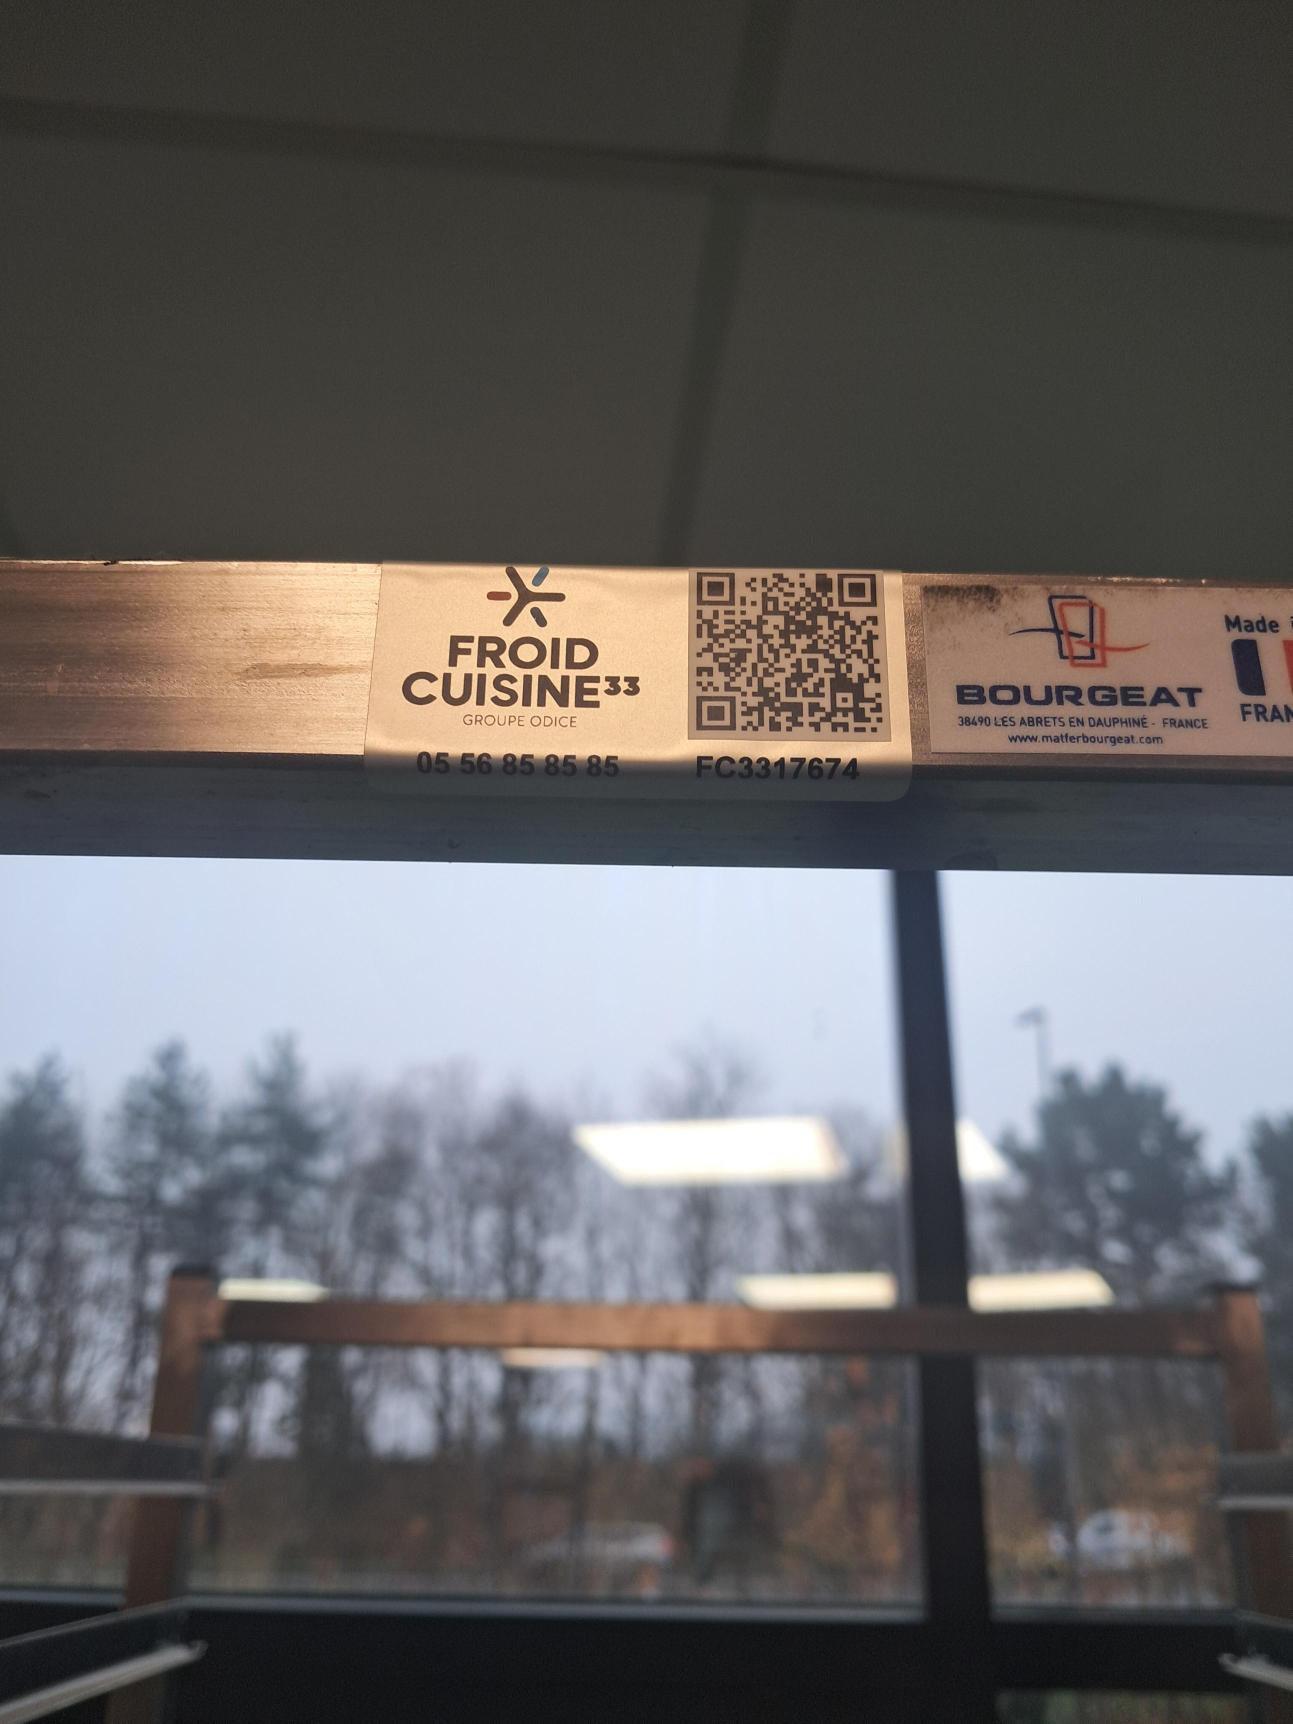 FROID
CUISINE³³
GROUPE ODICE
05 56 85 85 85
FC3317674
BOURGEAT
38490 LES ABRETS EN DAUPHINÉ - FRANCE
www.matferbourgeat.com
Made